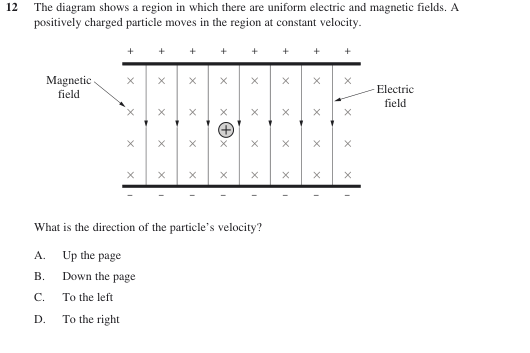 12 The diagram shows a region in which there are uniform electric and magnetic fields. A
positively charged particle moves in the region at constant velocity.
+ + + + + + + +
Magnetic
field
× × × × × × × ×
Electric
field
× × × × × × × ×
+
× × × × × × × ×
× × × × × × × ×
– – – – – – – –
What is the direction of the particle's velocity?
A. Up the page
B. Down the page
C. To the left
D. To the right